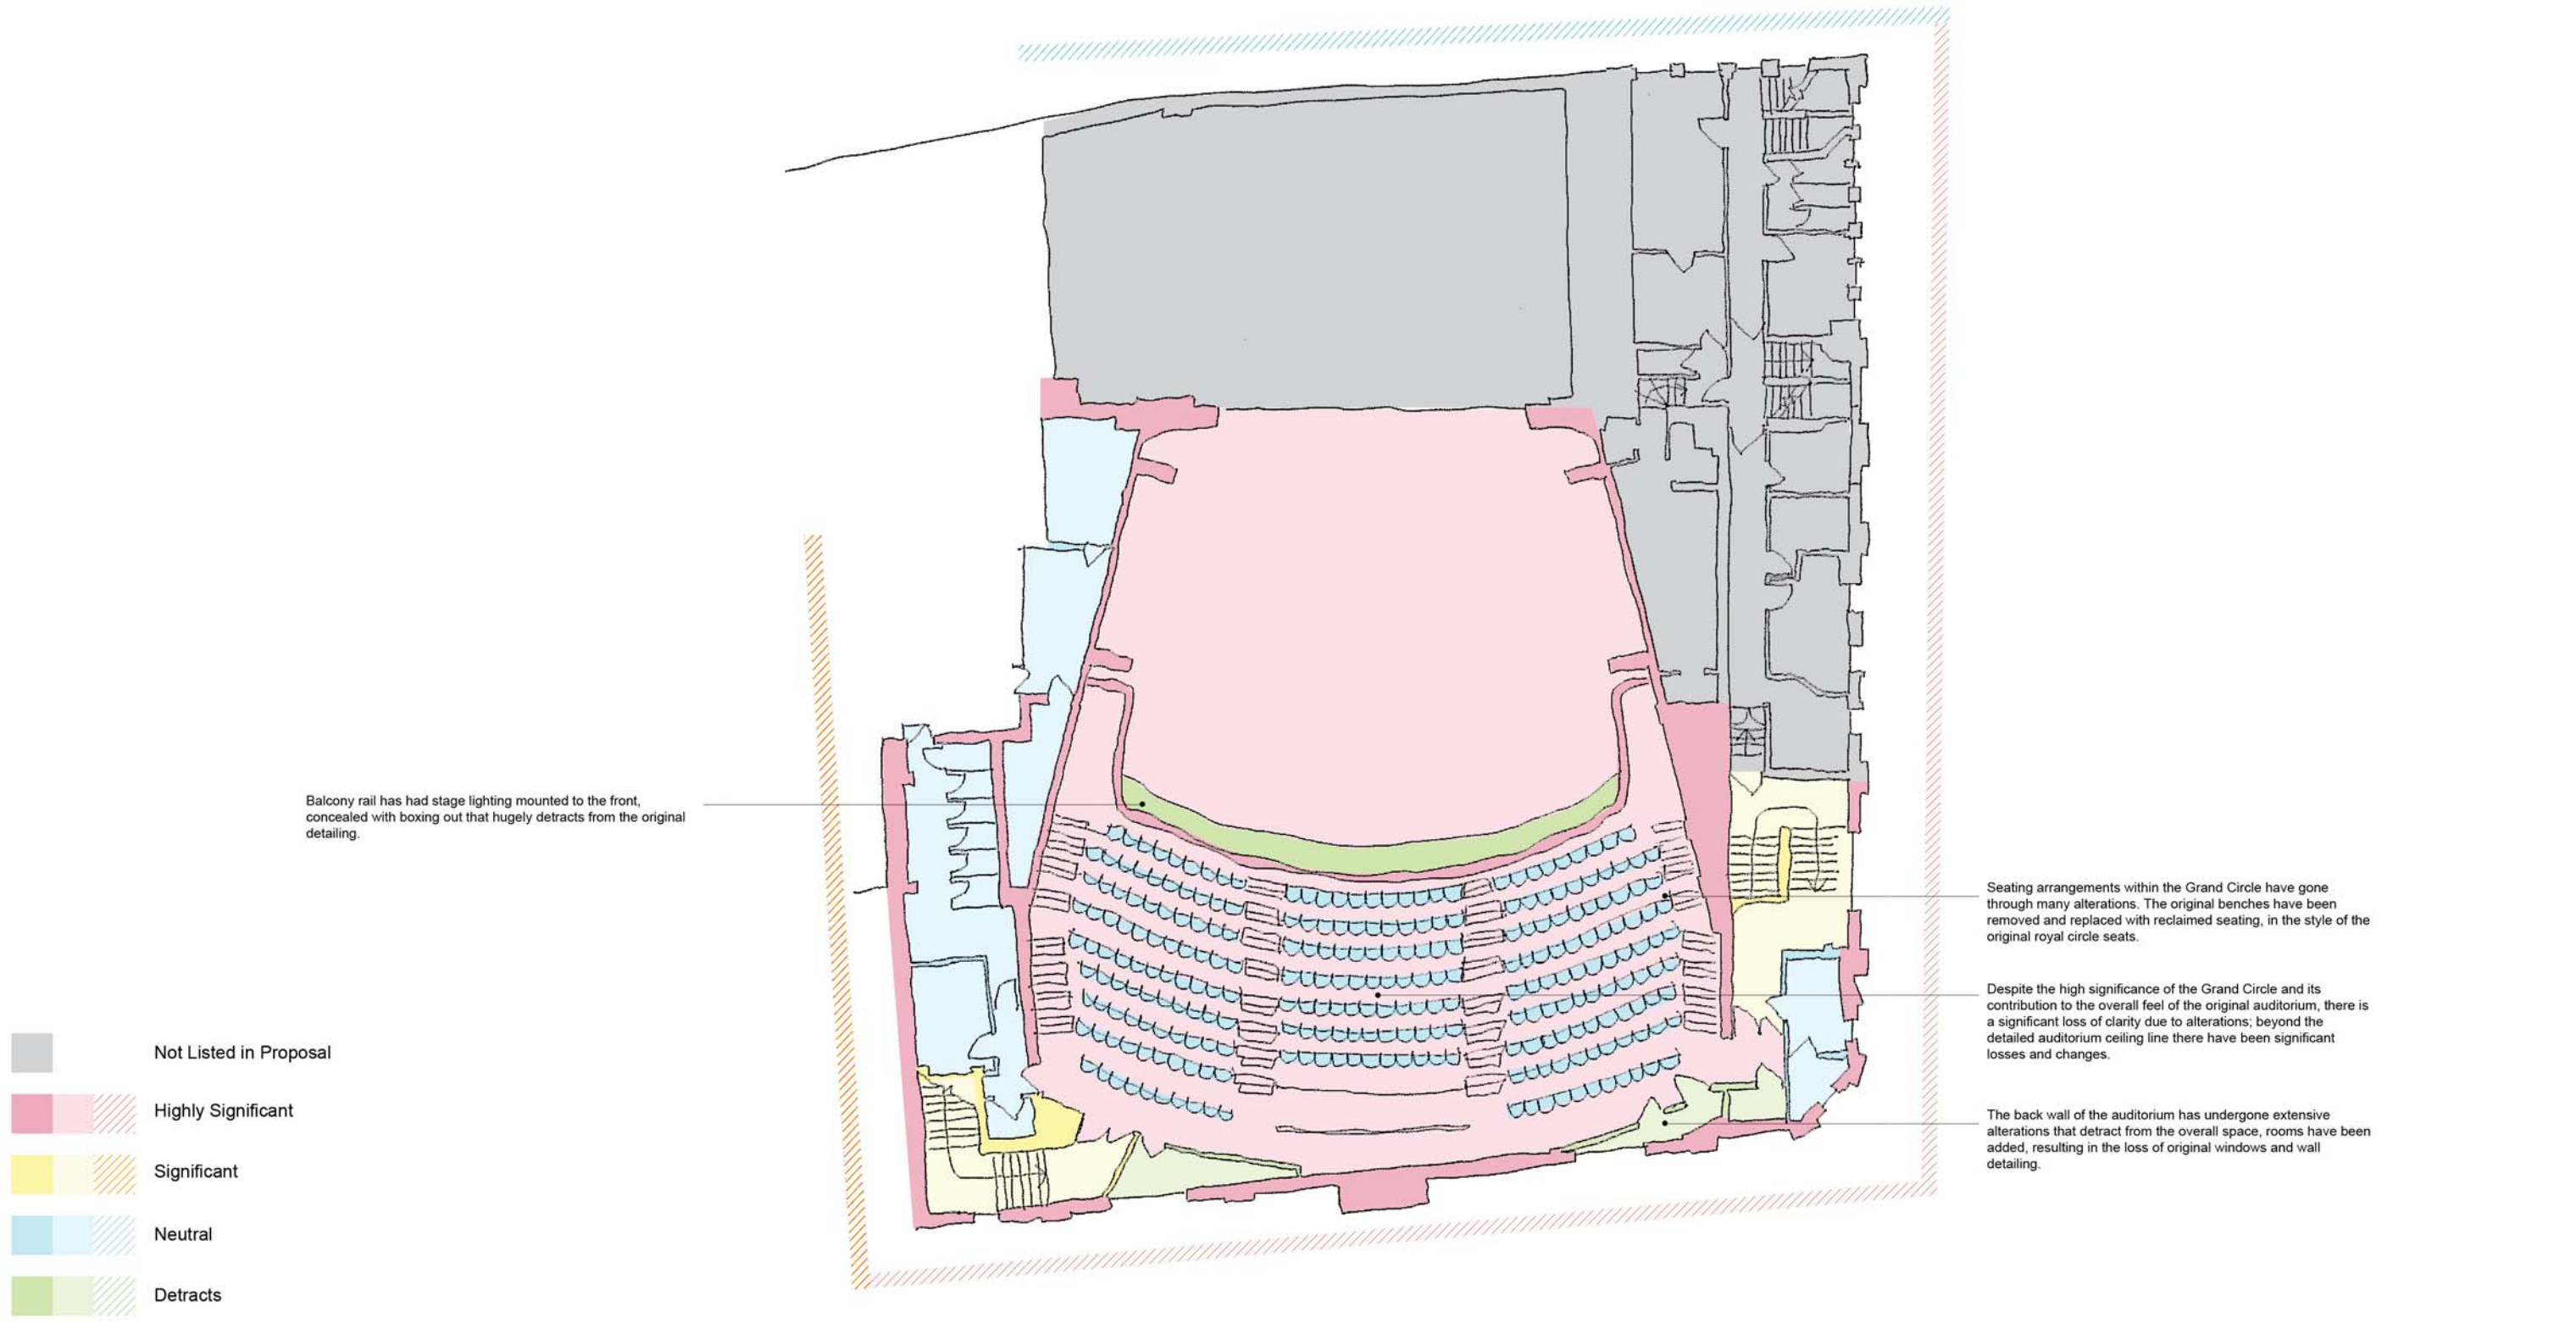 Balcony rail has had stage lighting mounted to the front,
concealed with boxing out that hugely detracts from the original
detailing.
Seating arrangements within the Grand Circle have gone
through many alterations. The original benches have been
removed and replaced with reclaimed seating, in the style of the
original royal circle seats.
Despite the high significance of the Grand Circle and its
contribution to the overall feel of the original auditorium, there is
a significant loss of clarity due to alterations; beyond the
detailed auditorium ceiling line there have been significant
losses and changes.
The back wall of the auditorium has undergone extensive
alterations that detract from the overall space, rooms have been
added, resulting in the loss of original windows and wall
detailing.
Not Listed in Proposal
Highly Significant
Significant
Neutral
Detracts